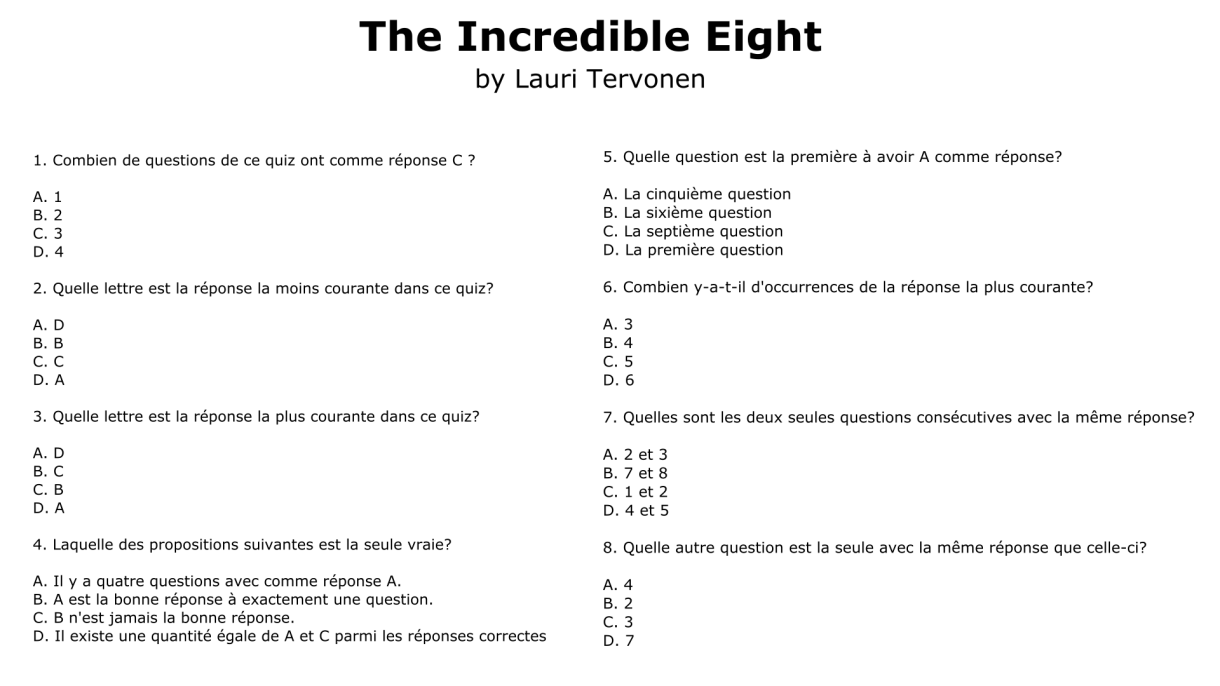 The Incredible Eight
by Lauri Tervonen
1. Combien de questions de ce quiz ont comme réponse C ?
A. 1
B. 2
C. 3
D. 4
2. Quelle lettre est la réponse la moins courante dans ce quiz?
A. D
B. B
C. C
D. A
3. Quelle lettre est la réponse la plus courante dans ce quiz?
A. D
B. C
C. B
D. A
4. Laquelle des propositions suivantes est la seule vraie?
A. Il y a quatre questions avec comme réponse A.
B. A est la bonne réponse à exactement une question.
C. B n'est jamais la bonne réponse.
D. Il existe une quantité égale de A et C parmi les réponses correctes
5. Quelle question est la première à avoir A comme réponse?
A. La cinquième question
B. La sixième question
C. La septième question
D. La première question
6. Combien y-a-t-il d'occurrences de la réponse la plus courante?
A. 3
B. 4
C. 5
D. 6
7. Quelles sont les deux seules questions consécutives avec la même réponse?
A. 2 et 3
B. 7 et 8
C. 1 et 2
D. 4 et 5
8. Quelle autre question est la seule avec la même réponse que celle-ci?
A. 4
B. 2
C. 3
D. 7